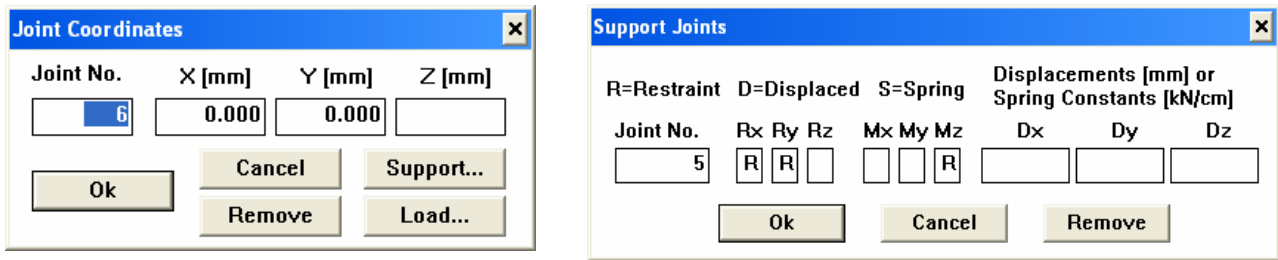 Joint Coordinates
Joint No. X [mm] Y [mm] Z [mm]
6 0.000 0.000
Ok Cancel Support...
Remove Load...
Support Joints
R=Restraint D=Displaced S=Spring Displacements [mm] or
Spring Constants [kN/cm]
Joint No. Rx Ry Rz Mx My Mz Dx Dy Dz
5 R R R
Ok Cancel Remove